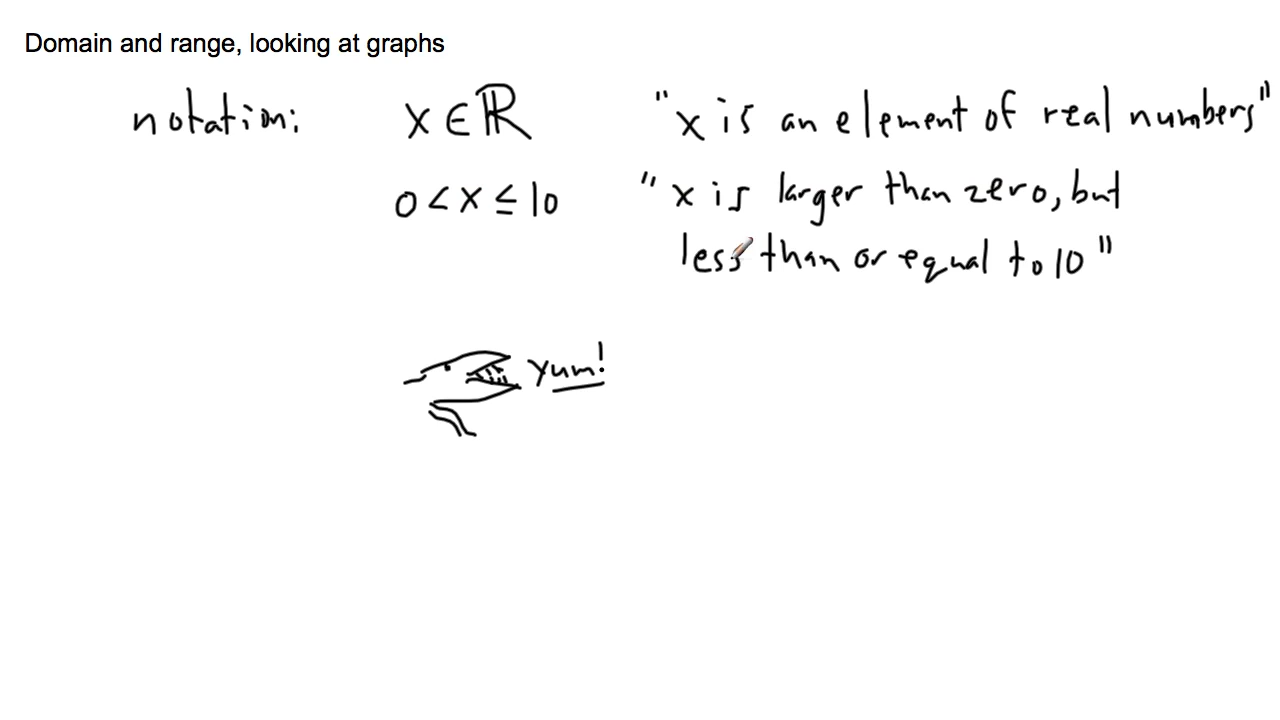 Domain and range, looking at graphs
notation: x ∈ ℝ "x is an element of real numbers"
0 < x ≤ 10 "x is larger than zero, but
less than or equal to 10"
Yum!